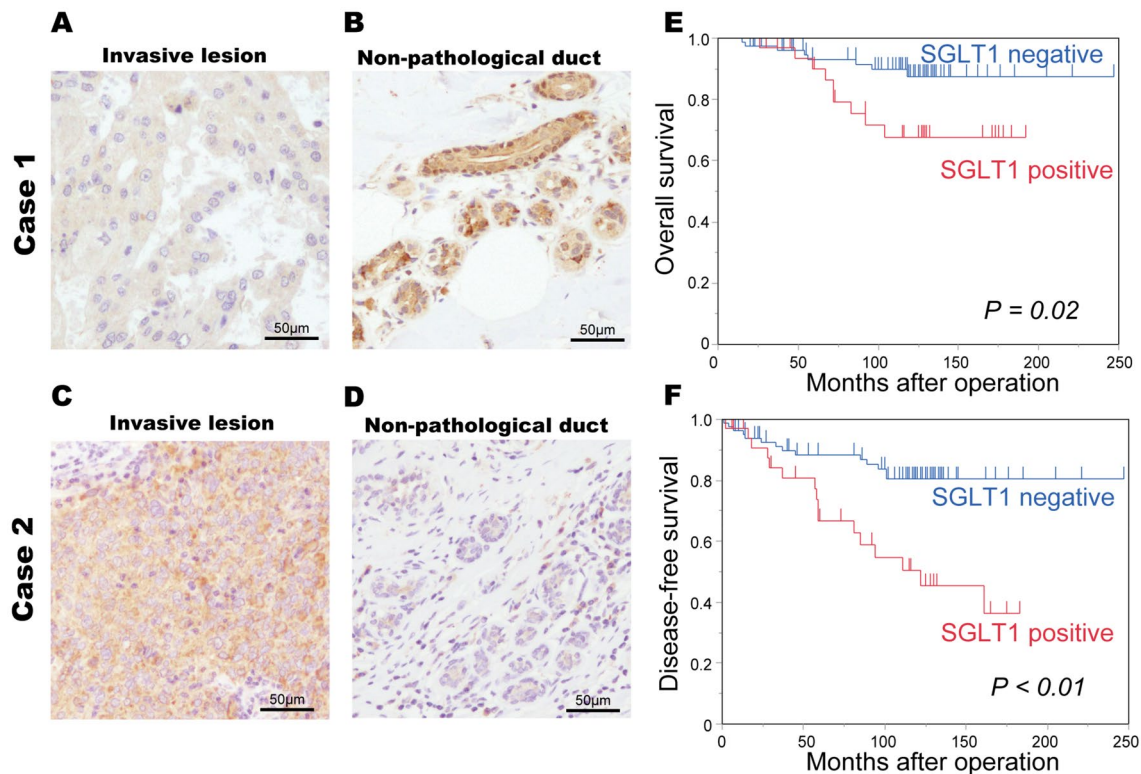 A
Invasive lesion
B
Non-pathological duct
Case 1
50μm
50μm
C
Invasive lesion
D
Non-pathological duct
Case 2
50μm
50μm
E
1.0
0.8
0.6
0.4
0.2
0
Overall survival
SGLT1 negative
SGLT1 positive
P = 0.02
0 50 100 150 200 250
Months after operation
F
1.0
0.8
0.6
0.4
0.2
0
Disease-free survival
SGLT1 negative
SGLT1 positive
P < 0.01
0 50 100 150 200 250
Months after operation